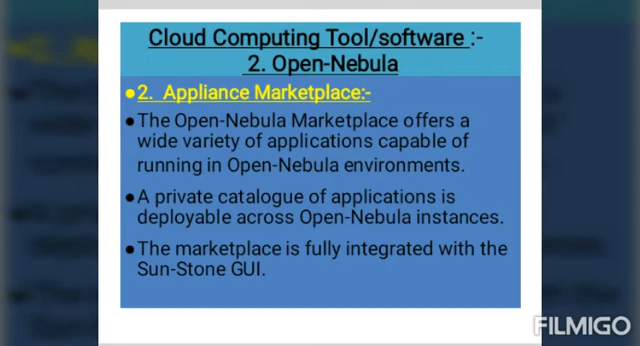 Cloud Computing Tool/software :-
2. Open-Nebula
●2. Appliance Marketplace:-
●The Open-Nebula Marketplace offers a
wide variety of applications capable of
running in Open-Nebula environments.
●A private catalogue of applications is
deployable across Open-Nebula instances.
●The marketplace is fully integrated with the
Sun-Stone GUI.
FILMIGO